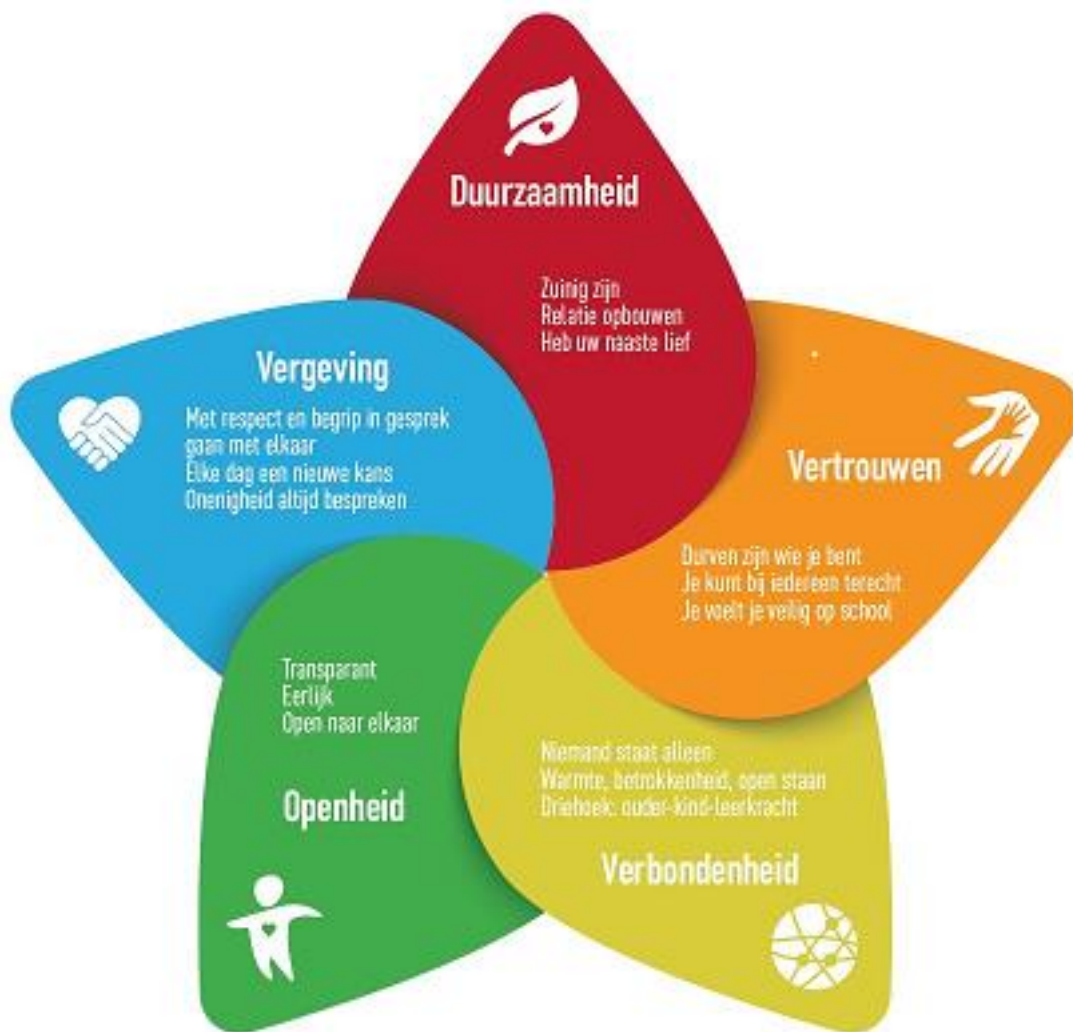 Duurzaamheid
Zuinig zijn
Relatie opbouwen
Heb uw naaste lief
Vertrouwen
Durven zijn wie je bent
Je kunt bij iedereen terecht
Je voelt je veilig op school
Niemand staat alleen
Warmte, betrokkenheid, open staan
Driehoek: ouder-kind-leerkracht
Verbondenheid
Transparant
Eerlijk
Open naar elkaar
Openheid
Vergeving
Met respect en begrip in gesprek
gaan met elkaar
Elke dag een nieuwe kans
Onenigheid altijd bespreken